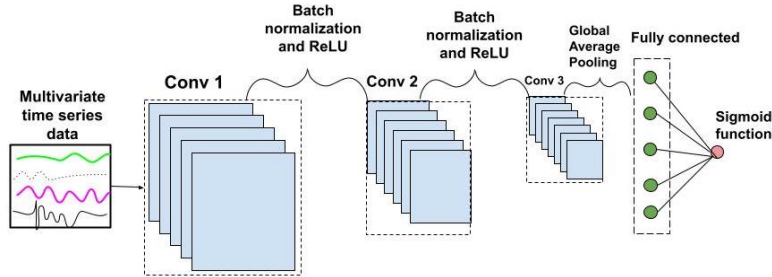 Batch
normalization
and ReLU
Batch
normalization
and ReLU
Global
Average
Pooling
Fully connected
Conv 1
Conv 2
Conv 3
Multivariate
time series
data
Sigmoid
function